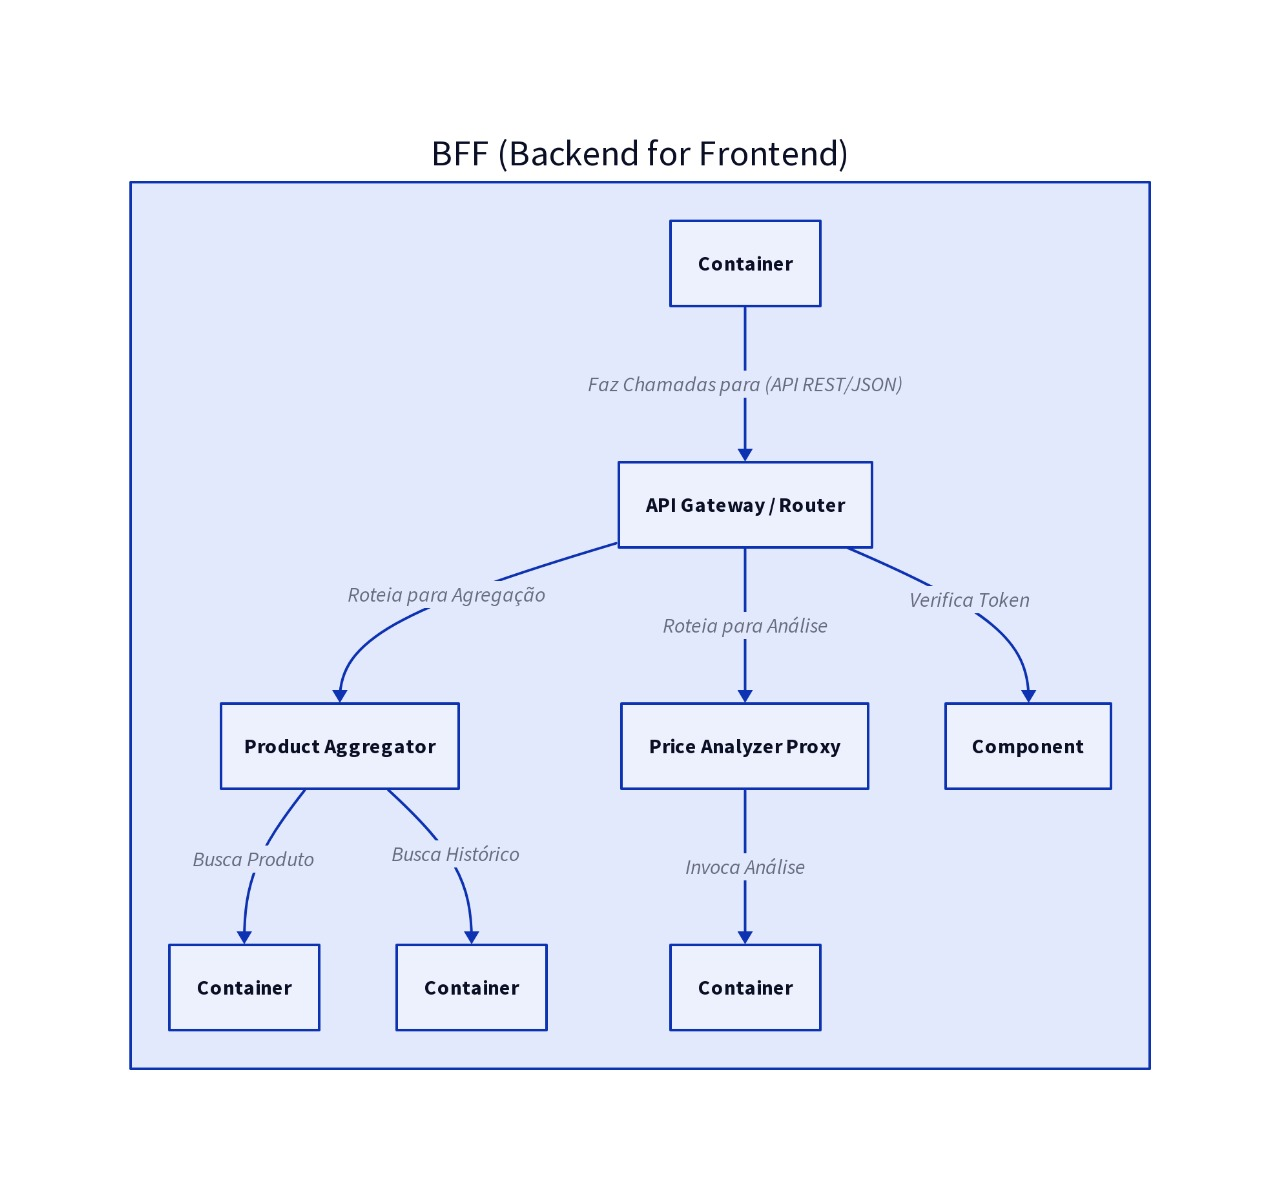 BFF (Backend for Frontend)
Container
Faz Chamadas para (API REST/JSON)
API Gateway / Router
Roteia para Agregação
Verifica Token
Roteia para Análise
Product Aggregator
Price Analyzer Proxy
Component
Busca Produto
Busca Histórico
Invoca Análise
Container
Container
Container